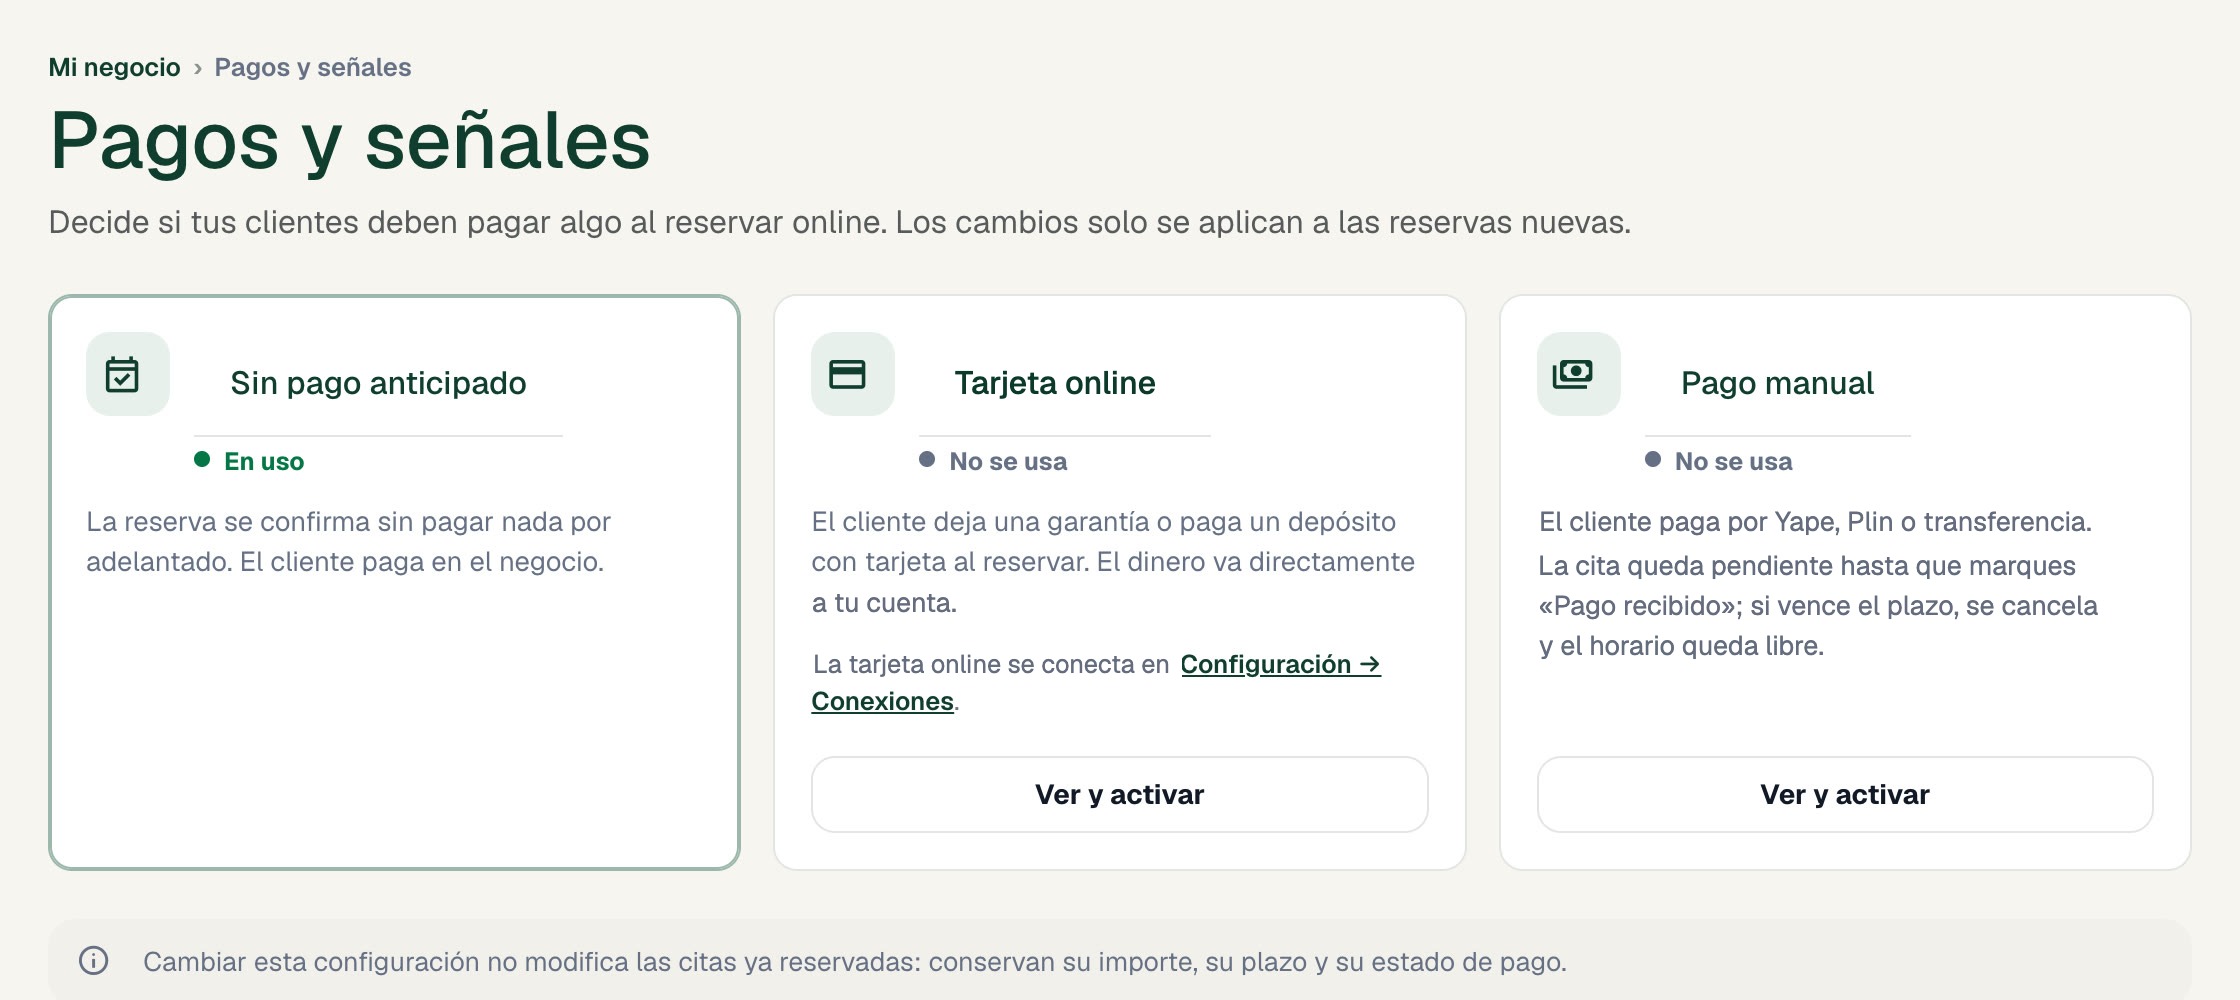 Mi negocio › Pagos y señales
Pagos y señales
Decide si tus clientes deben pagar algo al reservar online. Los cambios solo se aplican a las reservas nuevas.
Sin pago anticipado
En uso
La reserva se confirma sin pagar nada por
adelantado. El cliente paga en el negocio.
Tarjeta online
No se usa
El cliente deja una garantía o paga un depósito
con tarjeta al reservar. El dinero va directamente
a tu cuenta.
La tarjeta online se conecta en Configuración →
Conexiones.
Ver y activar
Pago manual
No se usa
El cliente paga por Yape, Plin o transferencia.
La cita queda pendiente hasta que marques
«Pago recibido»; si vence el plazo, se cancela
y el horario queda libre.
Ver y activar
Cambiar esta configuración no modifica las citas ya reservadas: conservan su importe, su plazo y su estado de pago.